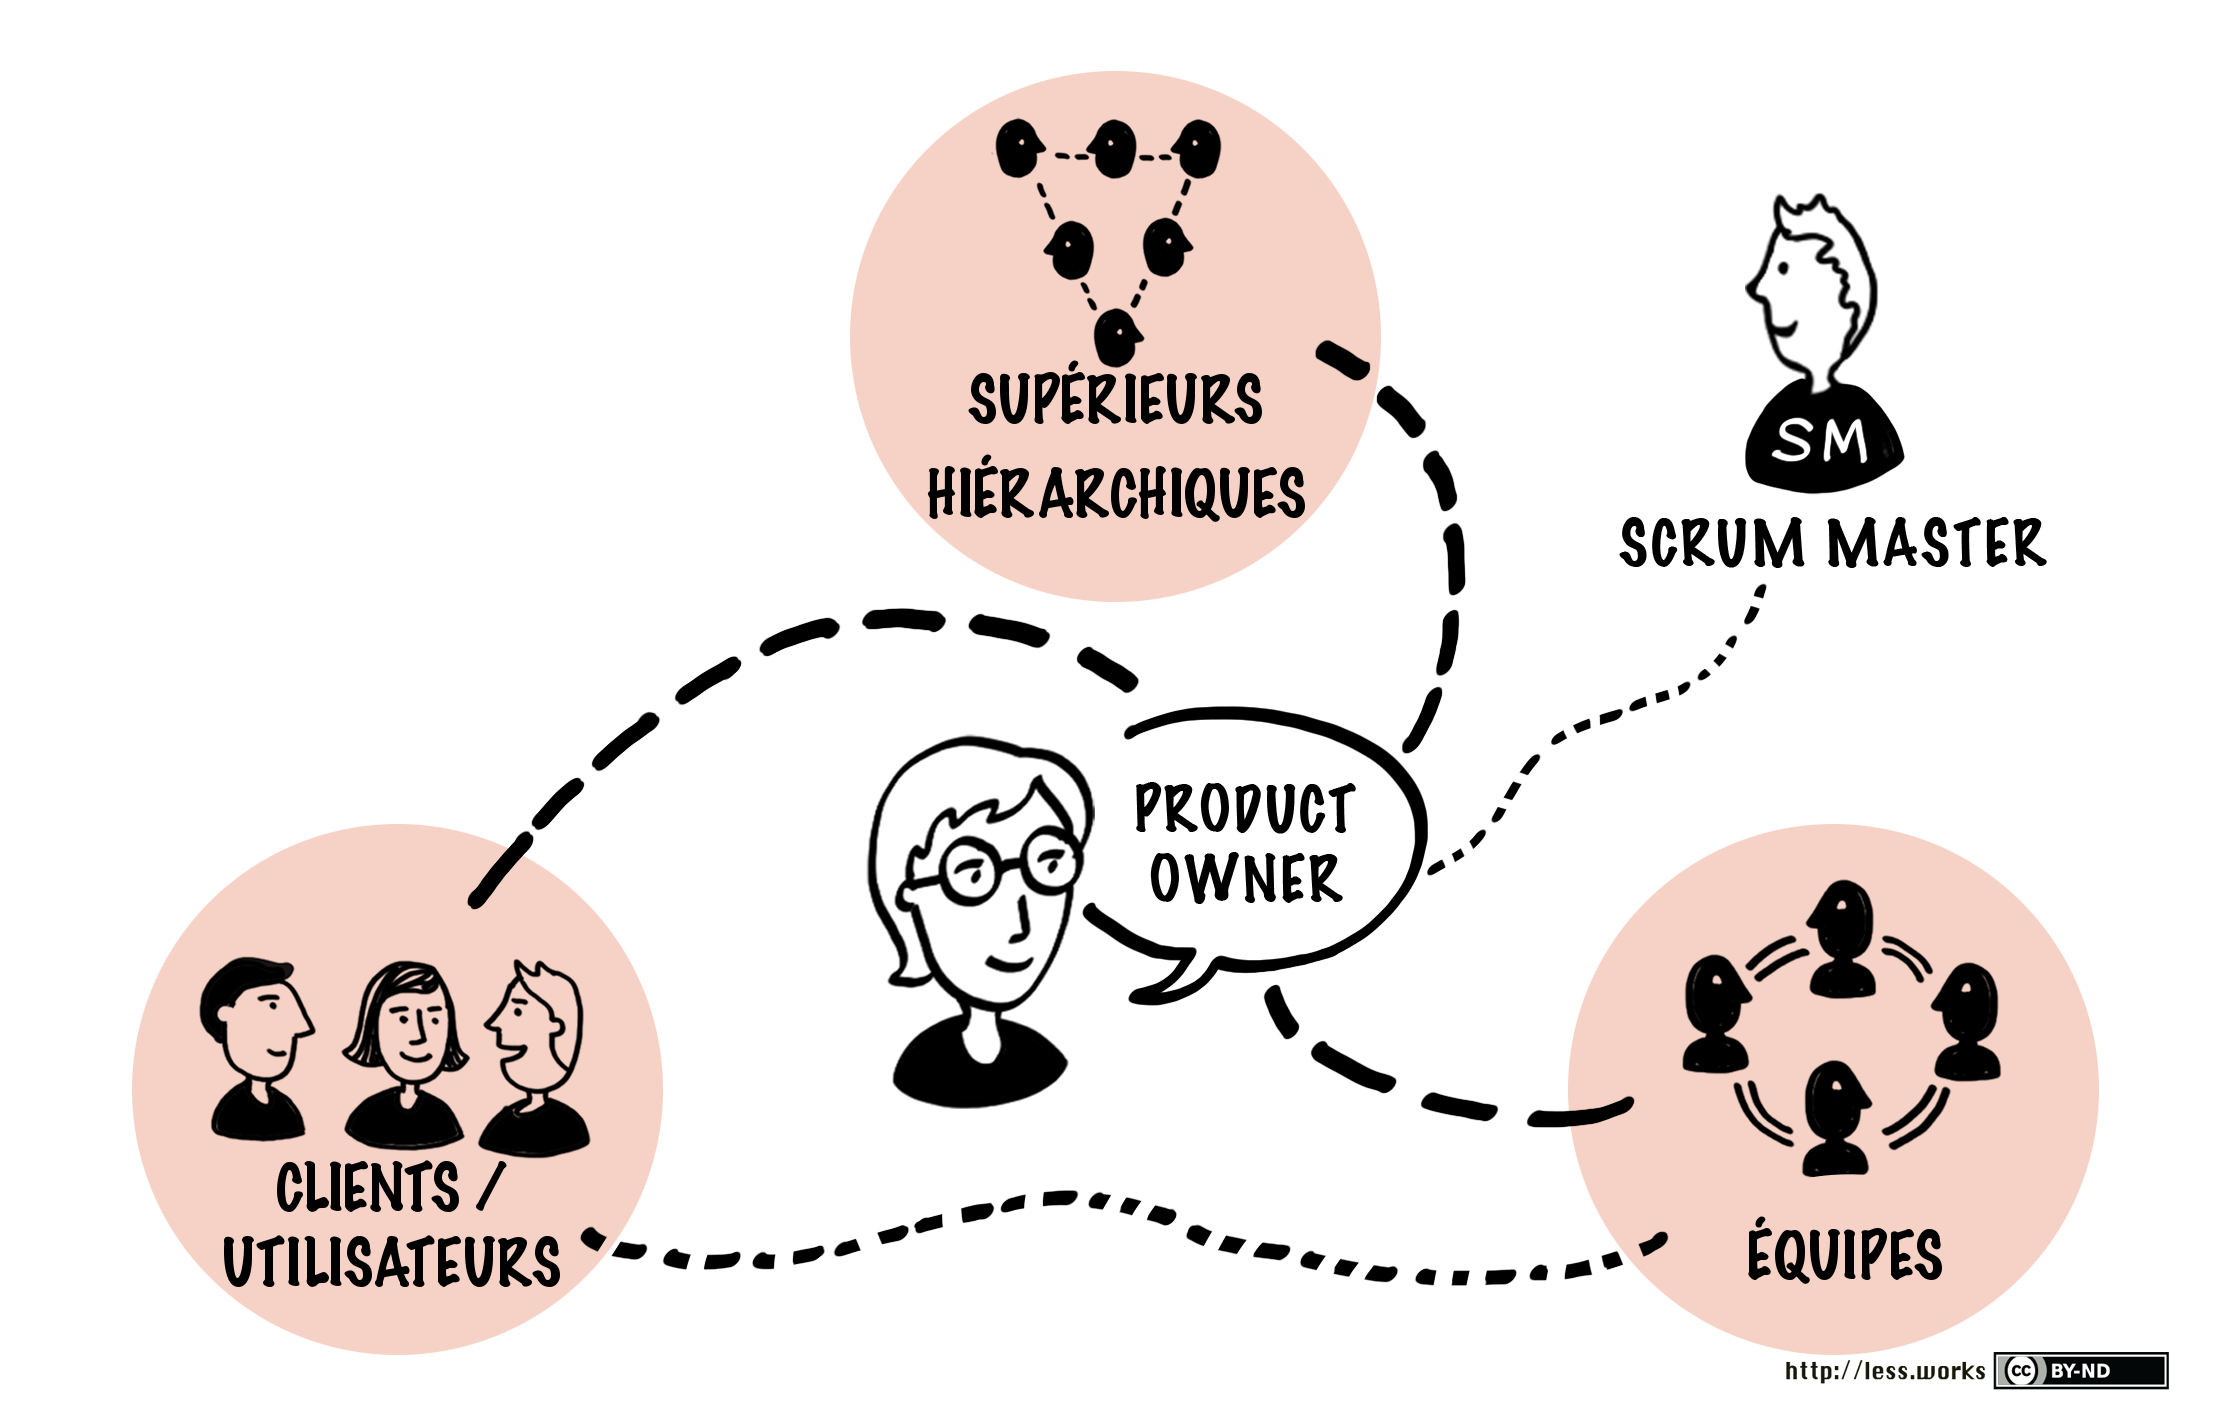 SUPÉRIEURS
HIÉRARCHIQUES
SM
SCRUM MASTER
PRODUCT
OWNER
CLIENTS /
UTILISATEURS
ÉQUIPES
http://less.works
cc BY-ND